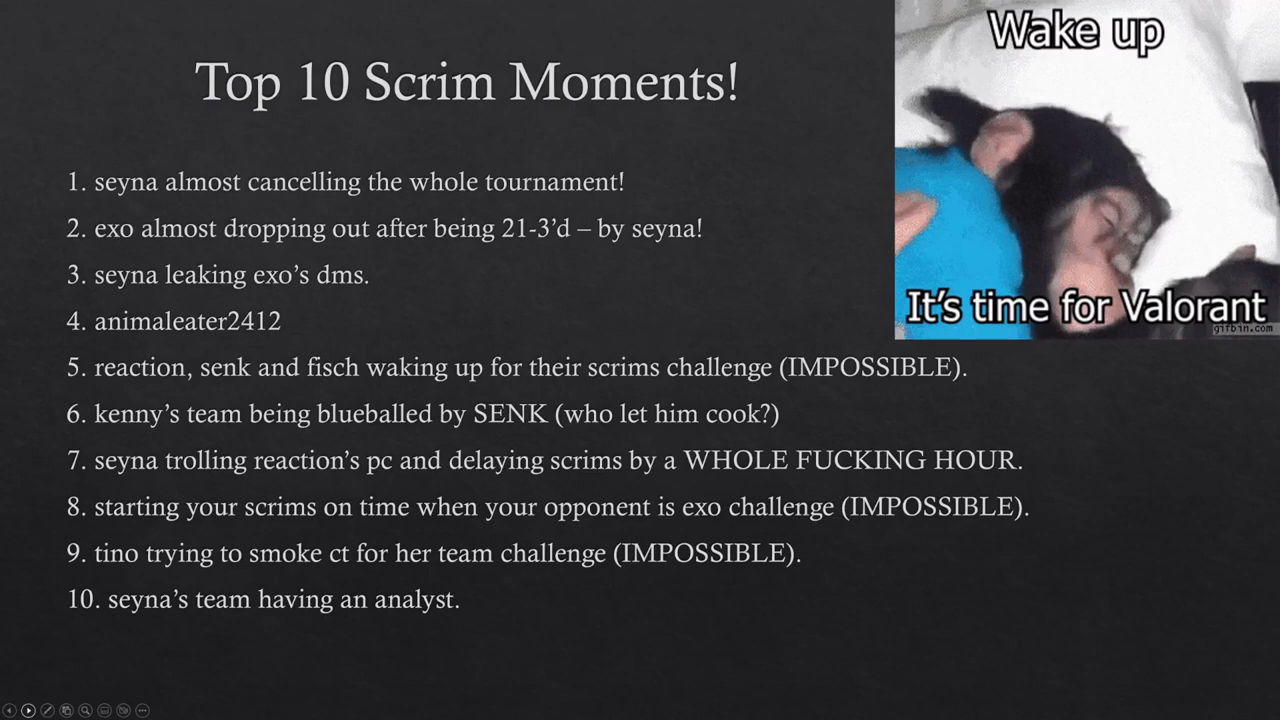 Top 10 Scrim Moments!
Wake up
It's time for Valorant
gifbin.com
1. seyna almost cancelling the whole tournament!
2. exo almost dropping out after being 21-3'd – by seyna!
3. seyna leaking exo's dms.
4. animaleater2412
5. reaction, senk and fisch waking up for their scrims challenge (IMPOSSIBLE).
6. kenny's team being blueballed by SENK (who let him cook?)
7. seyna trolling reaction's pc and delaying scrims by a WHOLE FUCKING HOUR.
8. starting your scrims on time when your opponent is exo challenge (IMPOSSIBLE).
9. tino trying to smoke ct for her team challenge (IMPOSSIBLE).
10. seyna's team having an analyst.